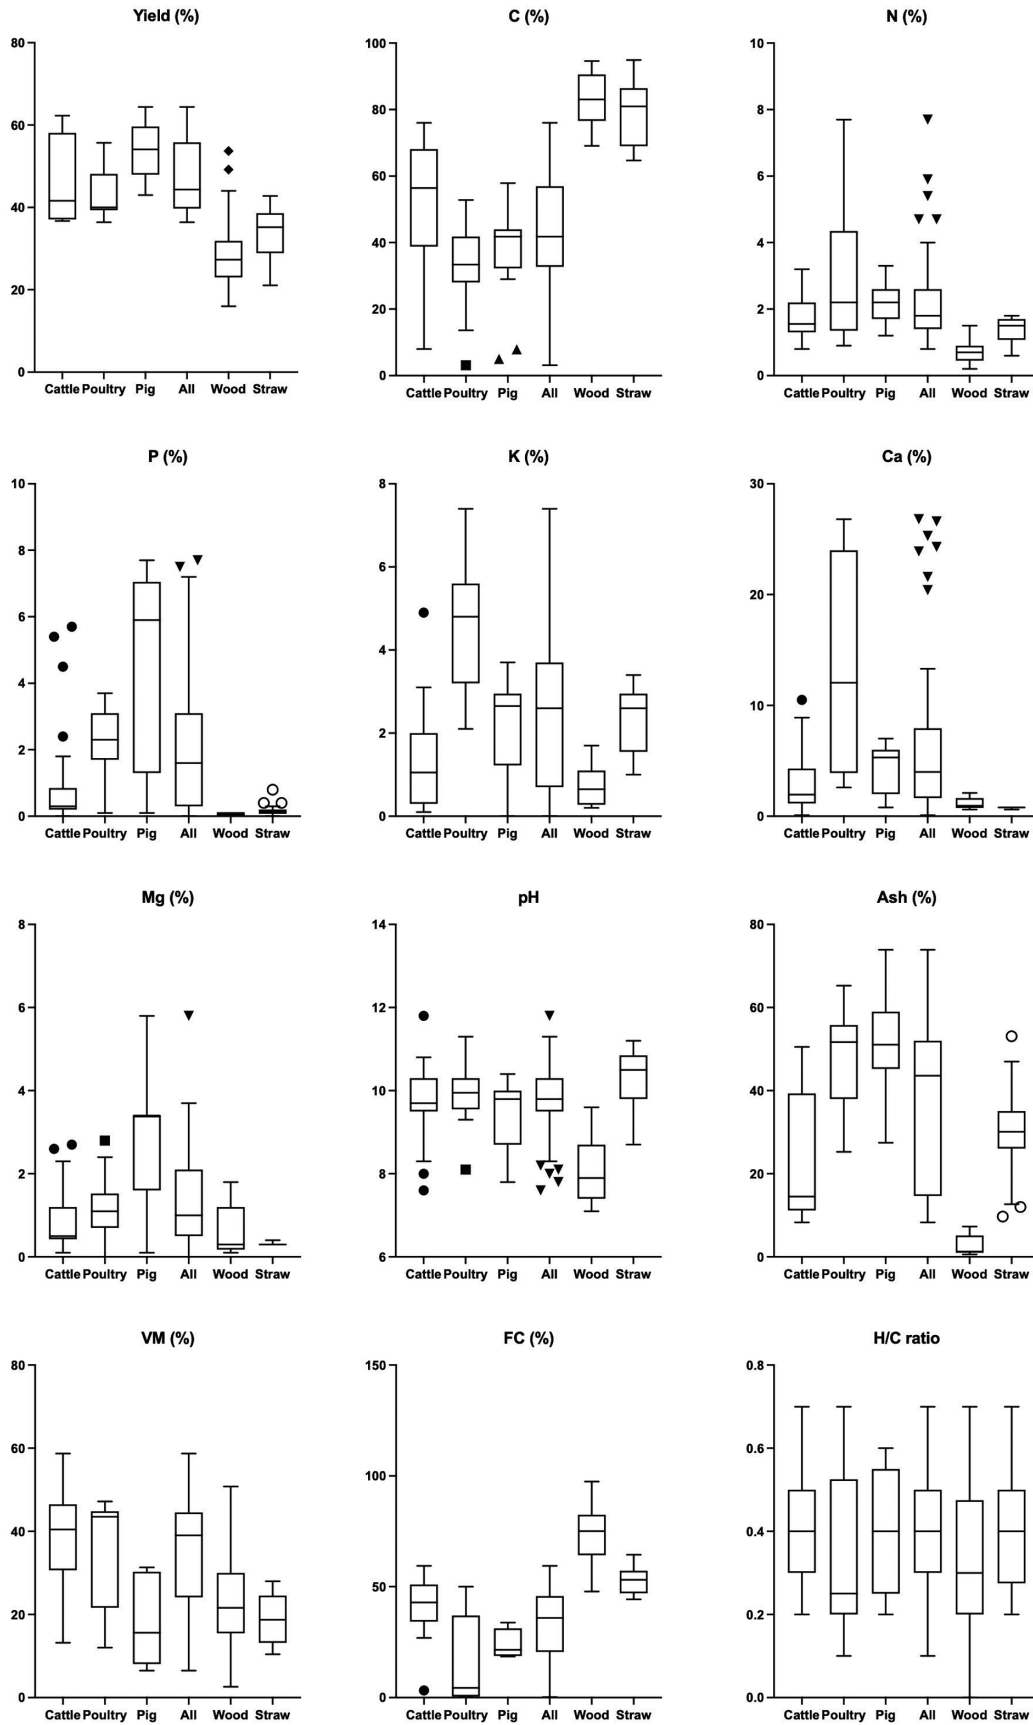 Yield (%) C (%) N (%)
80 100 10
80 8
60
60 6
40
40 4
20
20 2
0 0 0
Cattle Poultry Pig All Wood Straw Cattle Poultry Pig All Wood Straw Cattle Poultry Pig All Wood Straw
P (%) K (%) Ca (%)
10 8 30
8
6
20
6
4
4
10
2
2
0 0 0
Cattle Poultry Pig All Wood Straw Cattle Poultry Pig All Wood Straw Cattle Poultry Pig All Wood Straw
Mg (%) pH Ash (%)
8 14 80
6 12 60
4 10 40
2 8 20
0 6 0
Cattle Poultry Pig All Wood Straw Cattle Poultry Pig All Wood Straw Cattle Poultry Pig All Wood Straw
VM (%) FC (%) H/C ratio
80 150 0.8
60 0.6
100
40 0.4
50
20 0.2
0 0 0.0
Cattle Poultry Pig All Wood Straw Cattle Poultry Pig All Wood Straw Cattle Poultry Pig All Wood Straw